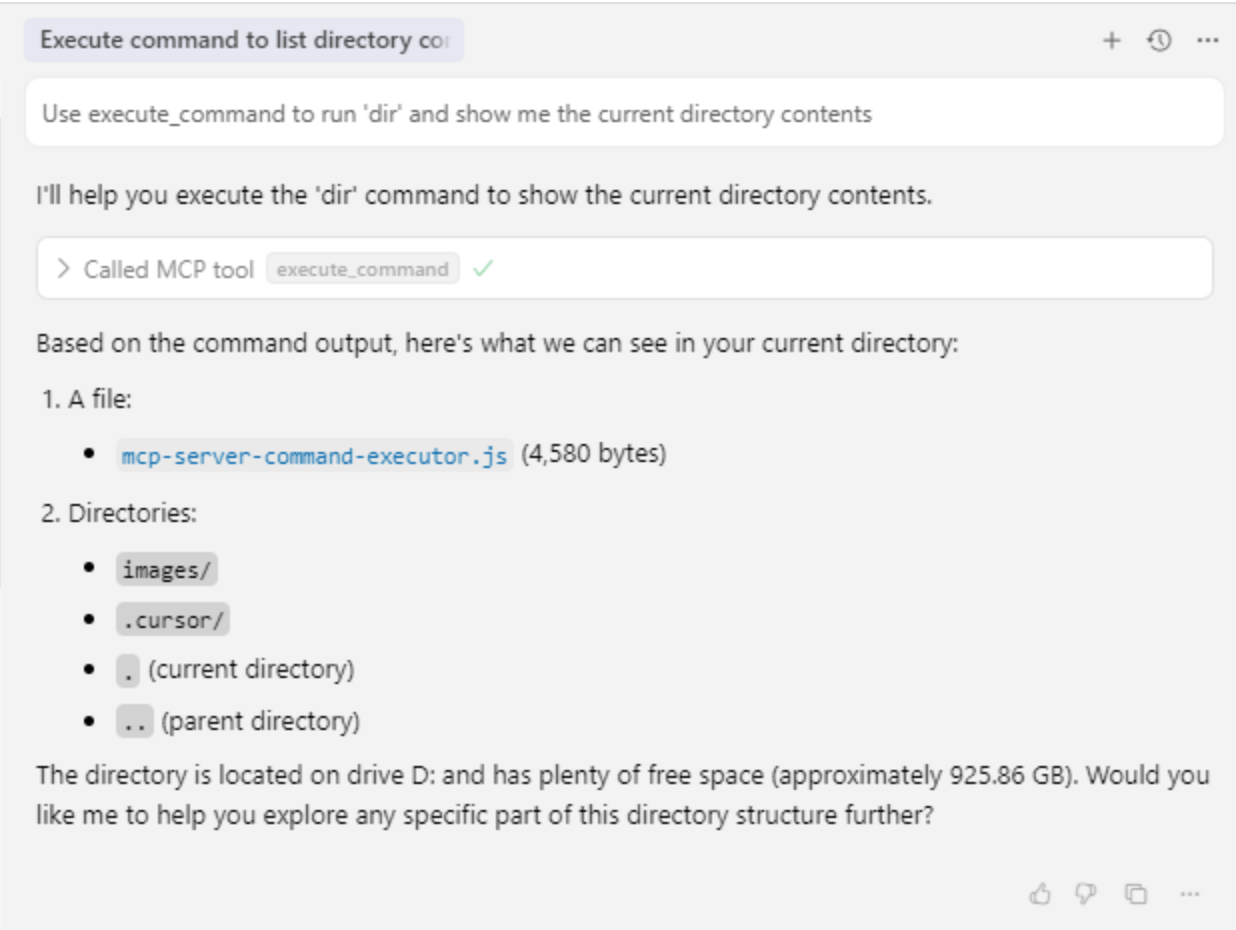 Execute command to list directory co
Use execute_command to run 'dir' and show me the current directory contents
I'll help you execute the 'dir' command to show the current directory contents.
Called MCP tool execute_command
Based on the command output, here's what we can see in your current directory:
1. A file:
mcp-server-command-executor.js (4,580 bytes)
2. Directories:
images/
.cursor/
. (current directory)
.. (parent directory)
The directory is located on drive D: and has plenty of free space (approximately 925.86 GB). Would you
like me to help you explore any specific part of this directory structure further?